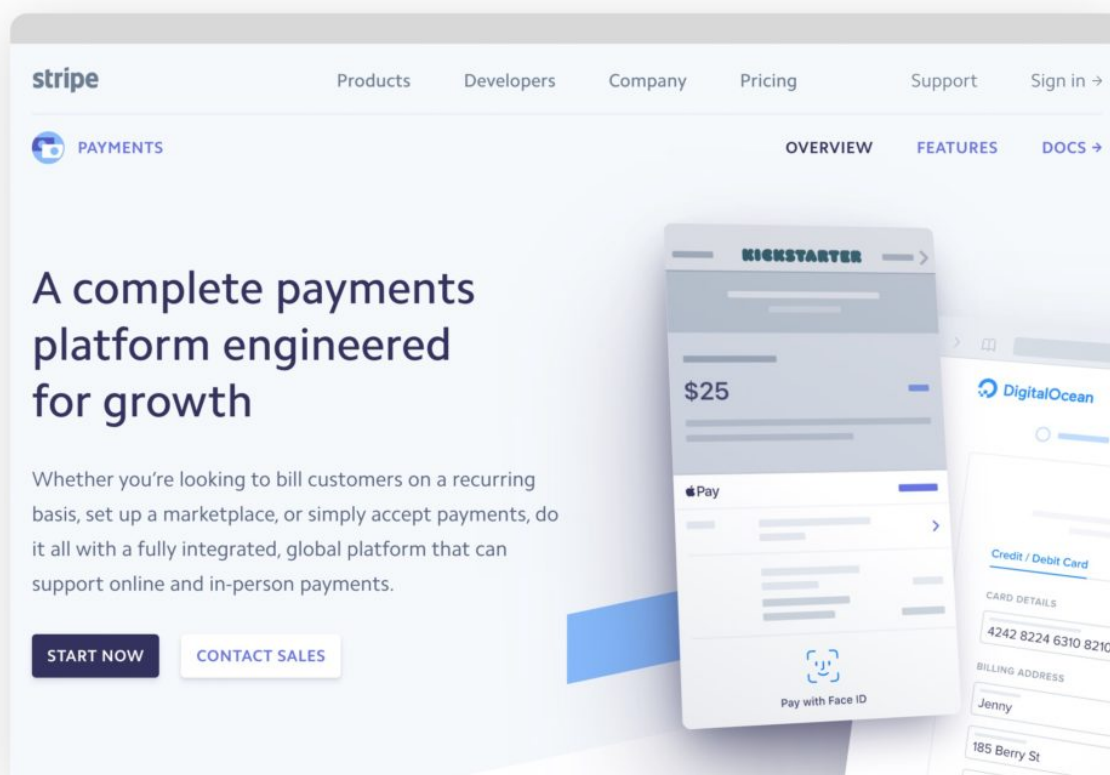 stripe
Products Developers Company Pricing Support Sign in →
PAYMENTS
OVERVIEW FEATURES DOCS →
A complete payments
platform engineered
for growth
Whether you’re looking to bill customers on a recurring
basis, set up a marketplace, or simply accept payments, do
it all with a fully integrated, global platform that can
support online and in-person payments.
START NOW CONTACT SALES
KICKSTARTER
$25
Pay
Pay with Face ID
DigitalOcean
Credit / Debit Card
CARD DETAILS
4242 8224 6310 8210
BILLING ADDRESS
Jenny
185 Berry St